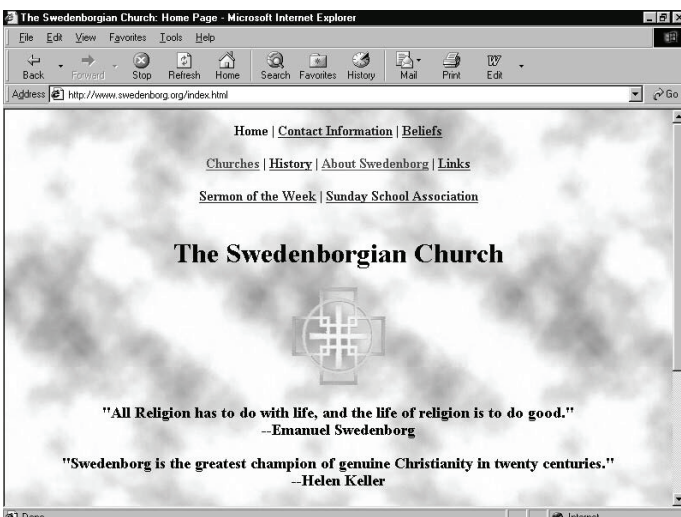 The Swedenborgian Church: Home Page - Microsoft Internet Explorer
File Edit View Favorites Tools Help
Back Forward Stop Refresh Home Search Favorites History Mail Print Edit
Address http://www.swedenborg.org/index.html Go
Home | Contact Information | Beliefs
Churches | History | About Swedenborg | Links
Sermon of the Week | Sunday School Association
The Swedenborgian Church
"All Religion has to do with life, and the life of religion is to do good."
--Emanuel Swedenborg
"Swedenborg is the greatest champion of genuine Christianity in twenty centuries."
--Helen Keller
Done Internet